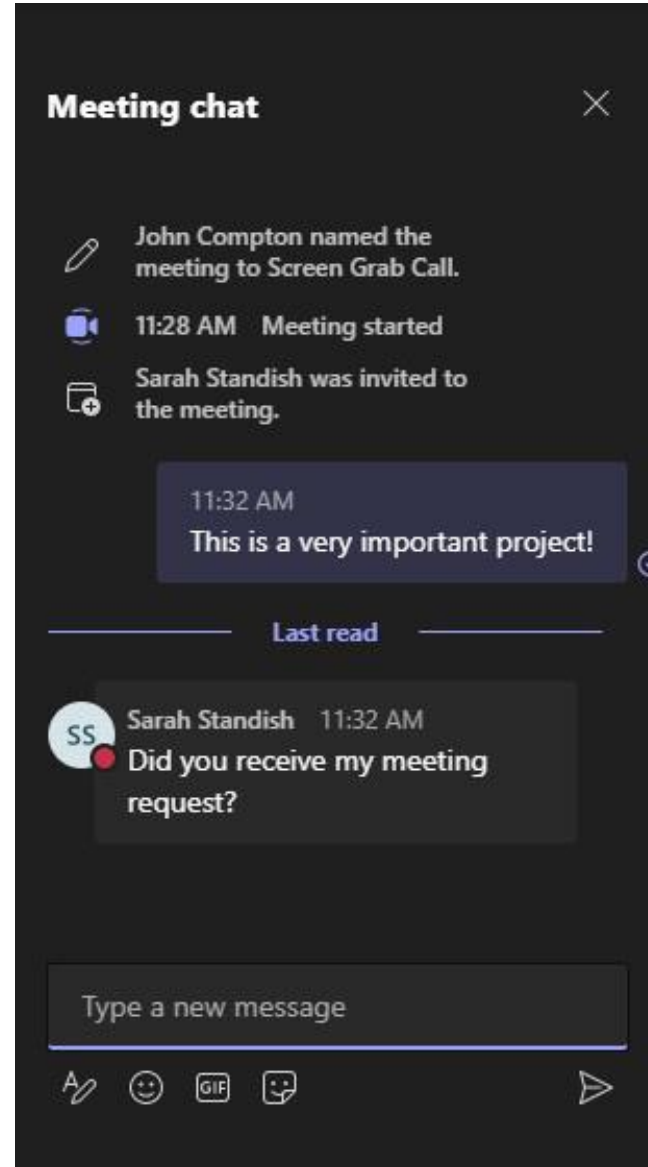 Meeting chat
John Compton named the
meeting to Screen Grab Call.
11:28 AM Meeting started
Sarah Standish was invited to
the meeting.
11:32 AM
This is a very important project!
Last read
SS
Sarah Standish 11:32 AM
Did you receive my meeting
request?
Type a new message
GIF